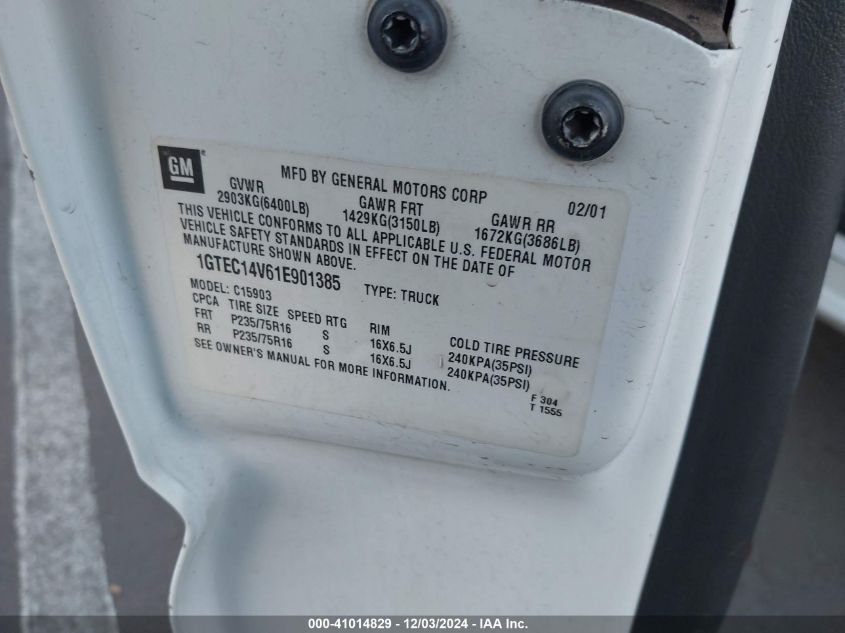 GM
MFD BY GENERAL MOTORS CORP 02/01
GVWR GAWR FRT GAWR RR
2903KG(6400LB) 1429KG(3150LB) 1672KG(3686LB)
THIS VEHICLE CONFORMS TO ALL APPLICABLE U.S. FEDERAL MOTOR
VEHICLE SAFETY STANDARDS IN EFFECT ON THE DATE OF
MANUFACTURE SHOWN ABOVE.
1GTEC14V61E901385 TYPE: TRUCK
MODEL: C15903
CPCA TIRE SIZE SPEED RTG RIM COLD TIRE PRESSURE
FRT P235/75R16 S 16X6.5J 240KPA(35PSI)
RR P235/75R16 S 16X6.5J 240KPA(35PSI)
SEE OWNER'S MANUAL FOR MORE INFORMATION.
F 304
T 1555
000-41014829 - 12/03/2024 - IAA Inc.